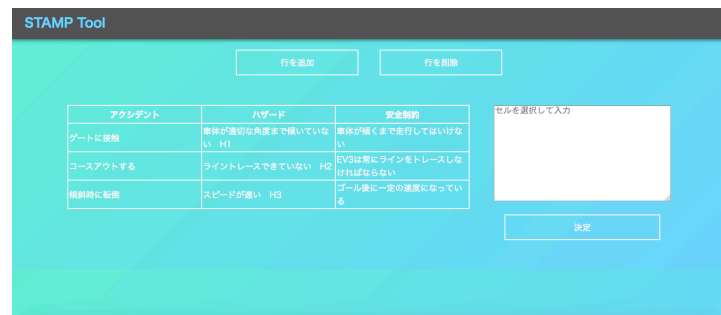 STAMP Tool
行を追加 行を削除
アクシデント ハザード 安全制約
ゲートに接触
車体が適切な角度まで傾いていな
い H1
車体が傾くまで走行してはいけな
い
コースアウトする
ライントレースできていない H2
EV3は常にラインをトレースしな
ければならない
傾斜時に転倒
スピードが速い H3
ゴール後に一定の速度になってい
る
セルを選択して入力
決定